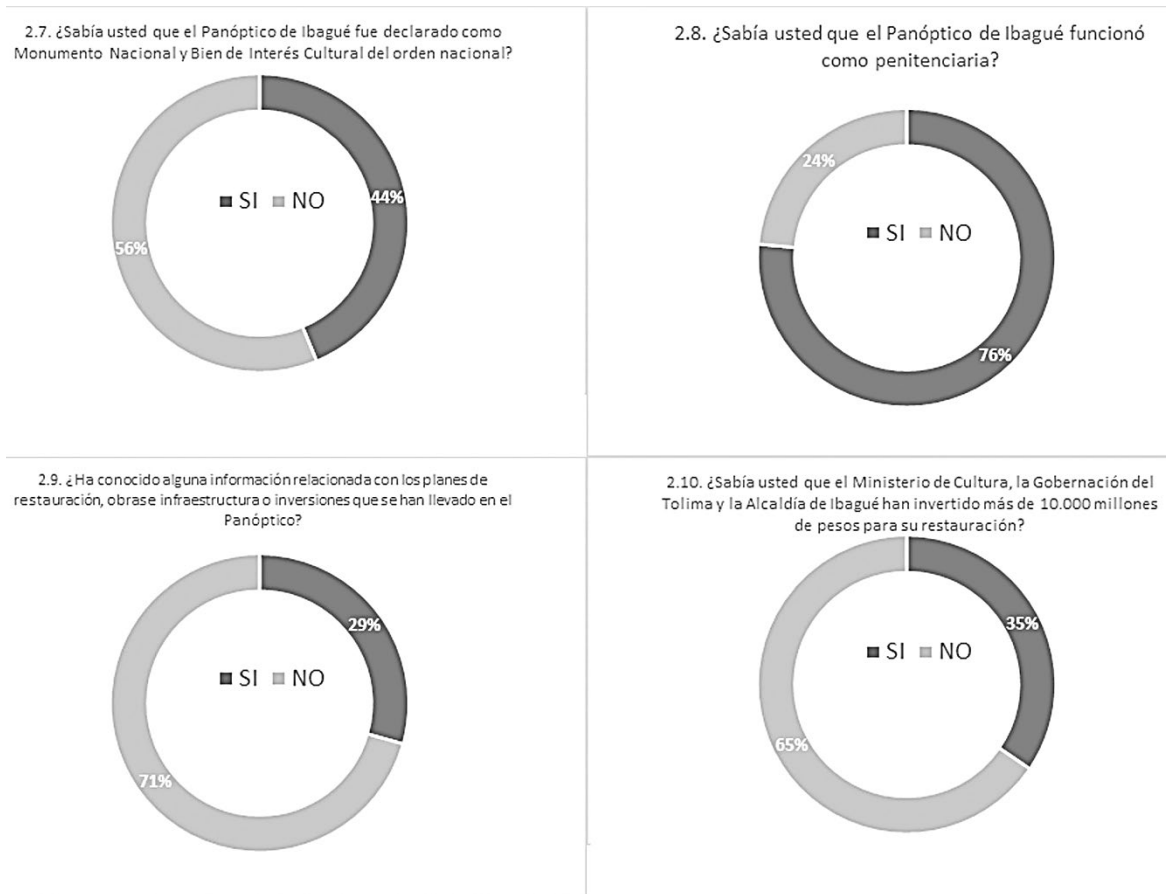 2.7. ¿Sabía usted que el Panóptico de Ibagué fue declarado como
Monumento Nacional y Bien de Interés Cultural del orden nacional?
SI NO
44%
56%
2.8. ¿Sabía usted que el Panóptico de Ibagué funcionó
como penitenciaria?
24%
SI NO
76%
2.9. ¿Ha conocido alguna información relacionada con los planes de
restauración, obras e infraestructura o inversiones que se han llevado en el
Panóptico?
29%
SI NO
71%
2.10. ¿Sabía usted que el Ministerio de Cultura, la Gobernación del
Tolima y la Alcaldía de Ibagué han invertido más de 10.000 millones
de pesos para su restauración?
35%
SI NO
65%